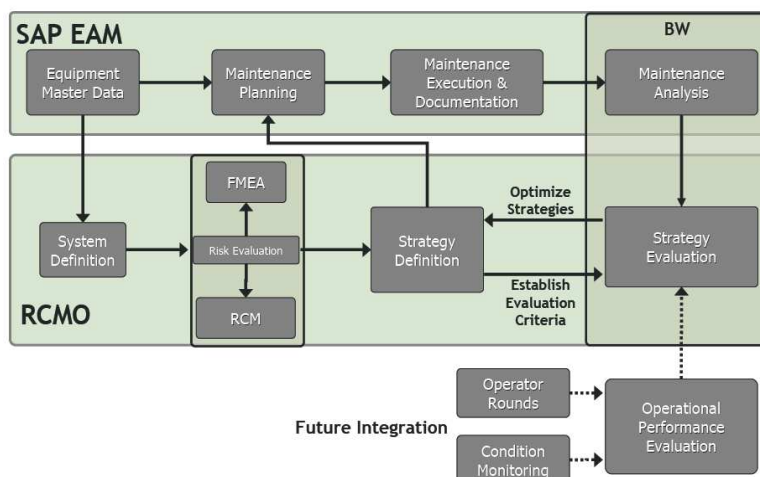 SAP EAM
BW
Equipment
Master Data
Maintenance
Planning
Maintenance
Execution &
Documentation
Maintenance
Analysis
FMEA
System
Definition
Risk Evaluation
RCM
Strategy
Definition
Optimize
Strategies
Establish
Evaluation
Criteria
Strategy
Evaluation
RCMO
Future Integration
Operator
Rounds
Condition
Monitoring
Operational
Performance
Evaluation